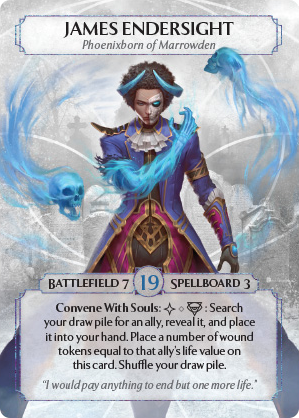 JAMES ENDERSIGHT
Phoenixborn of Marrowden
BATTLEFIELD 7 19 SPELLBOARD 3
Convene With Souls: : Search
your draw pile for an ally, reveal it, and place
it into your hand. Place a number of wound
tokens equal to that ally's life value on
this card. Shuffle your draw pile.
"I would pay anything to end but one more life."